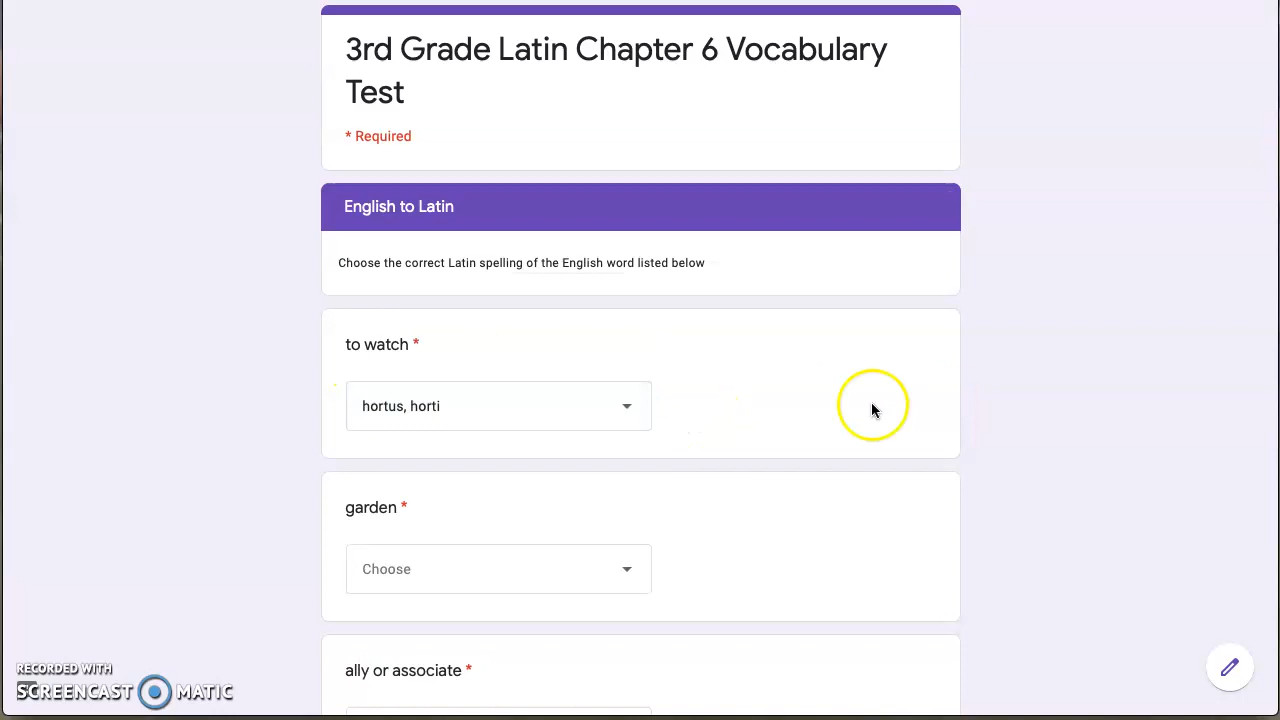 3rd Grade Latin Chapter 6 Vocabulary
Test
* Required
English to Latin
Choose the correct Latin spelling of the English word listed below
to watch *
hortus, horti
garden *
Choose
ally or associate *
RECORDED WITH
SCREENCAST MATIC